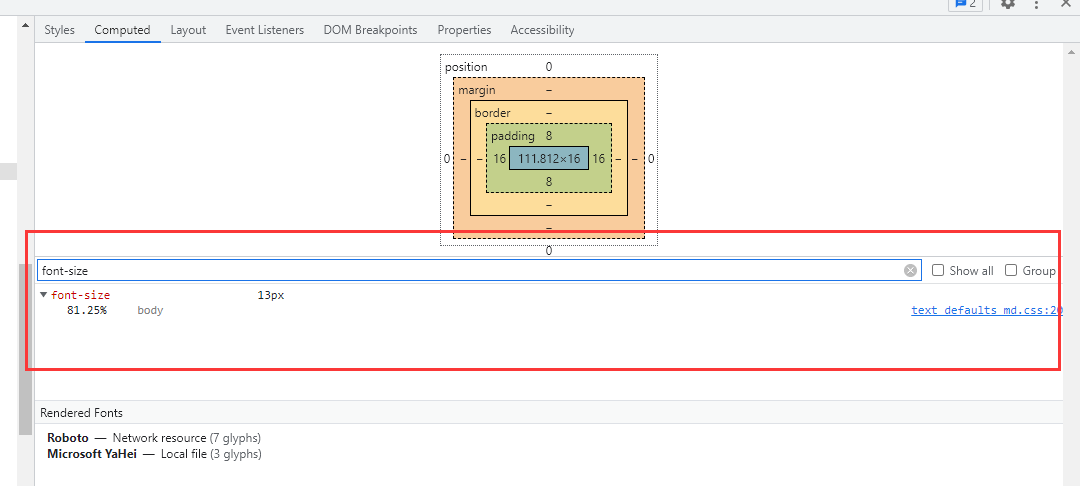 2
Styles Computed Layout Event Listeners DOM Breakpoints Properties Accessibility
position 0
margin –
border –
padding 8
0 – – 16 111.812×16 16 – – 0
8
–
–
0
font-size Show all Group
font-size 13px
81.25% body text_defaults_md.css:20
Rendered Fonts
Roboto — Network resource (7 glyphs)
Microsoft YaHei — Local file (3 glyphs)